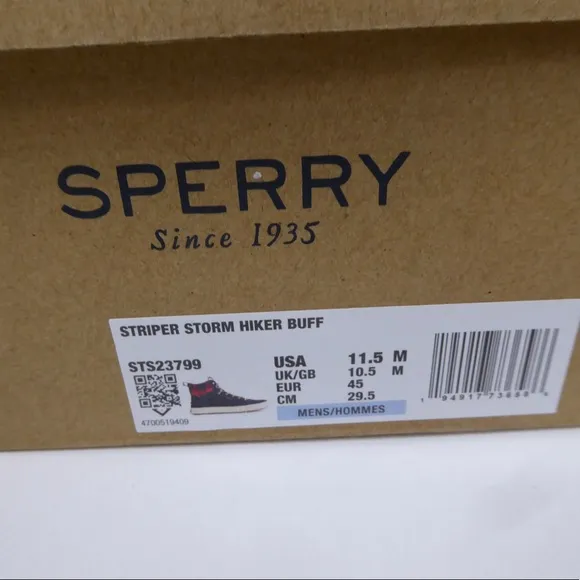 SPERRY
Since 1935
STRIPER STORM HIKER BUFF
STS23799
USA 11.5 M
UK/GB 10.5 M
EUR 45
CM 29.5
MENS/HOMMES
4700519409